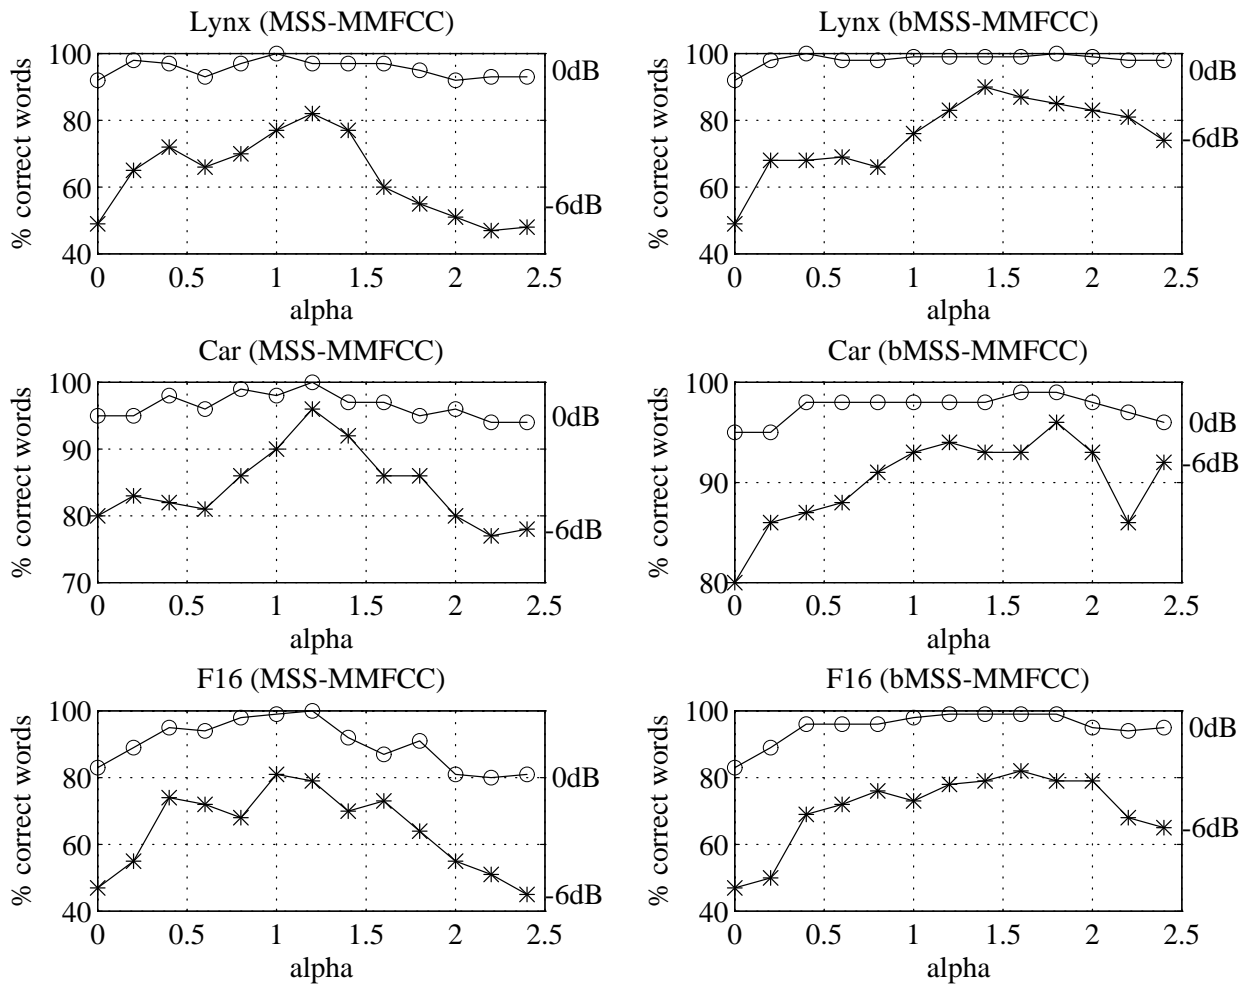 Lynx (MSS-MMFCC)
% correct words
100
80
60
40
0dB
-6dB
0 0.5 1 1.5 2 2.5
alpha
Lynx (bMSS-MMFCC)
% correct words
100
80
60
40
0dB
-6dB
0 0.5 1 1.5 2 2.5
alpha
Car (MSS-MMFCC)
% correct words
100
90
80
70
0dB
-6dB
0 0.5 1 1.5 2 2.5
alpha
Car (bMSS-MMFCC)
% correct words
100
90
80
0dB
-6dB
0 0.5 1 1.5 2 2.5
alpha
F16 (MSS-MMFCC)
% correct words
100
80
60
40
0dB
-6dB
0 0.5 1 1.5 2 2.5
alpha
F16 (bMSS-MMFCC)
% correct words
100
80
60
40
0dB
-6dB
0 0.5 1 1.5 2 2.5
alpha